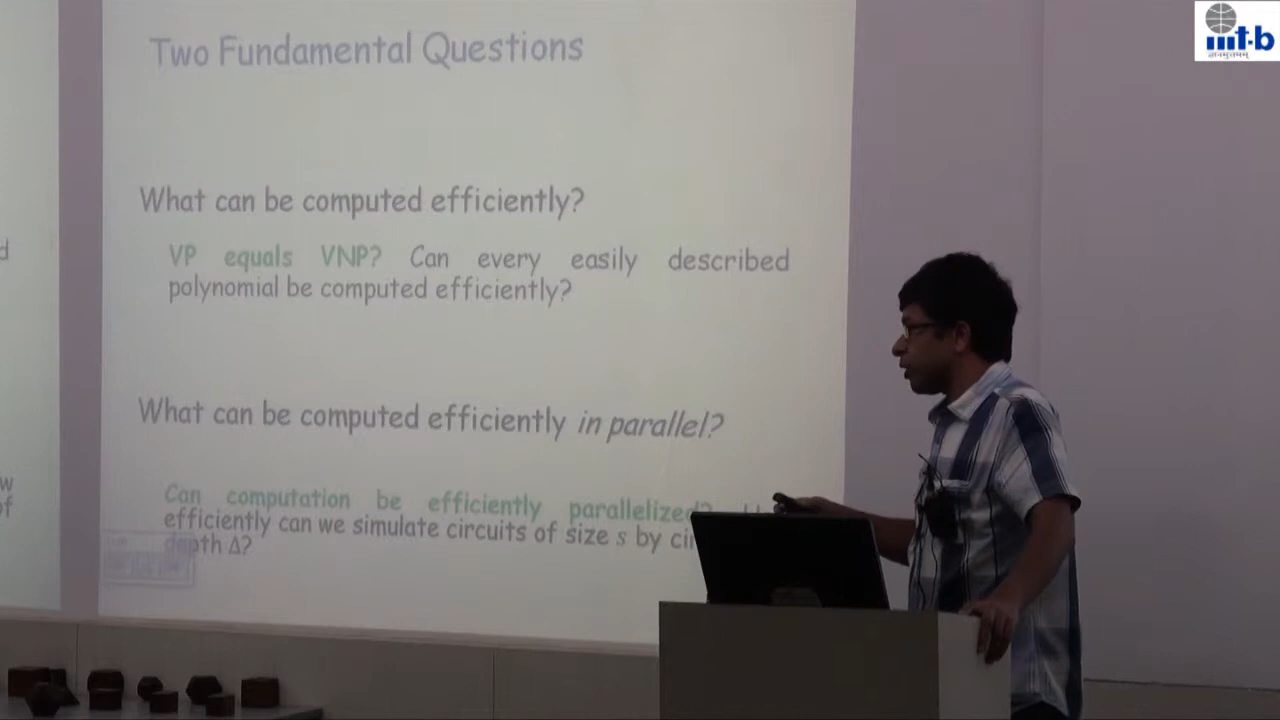 iiit-b
ज्ञानमुत्तमम्
Two Fundamental Questions
What can be computed efficiently?
VP equals VNP? Can every easily described
polynomial be computed efficiently?
What can be computed efficiently in parallel?
Can computation be efficiently parallelized?
efficiently can we simulate circuits of size s by
depth Δ?